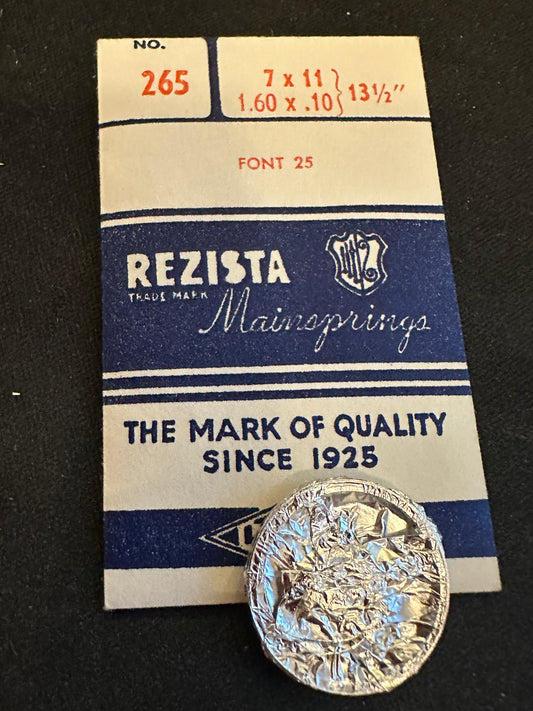 NO.
265
7 x 11
1.60 x .10 } 13½"
FONT 25
REZISTA
TRADE MARK
Mainsprings
THE MARK OF QUALITY
SINCE 1925